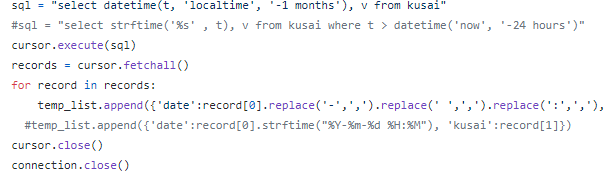 sql = "select datetime(t, 'localtime', '-1 months'), v from kusai"
#sql = "select strftime('%s' , t), v from kusai where t > datetime('now', '-24 hours')"
cursor.execute(sql)
records = cursor.fetchall()
for record in records:
temp_list.append({'date':record[0].replace('-',',').replace(' ',',').replace(':',','),
#temp_list.append({'date':record[0].strftime("%Y-%m-%d %H:%M"), 'kusai':record[1]})
cursor.close()
connection.close()